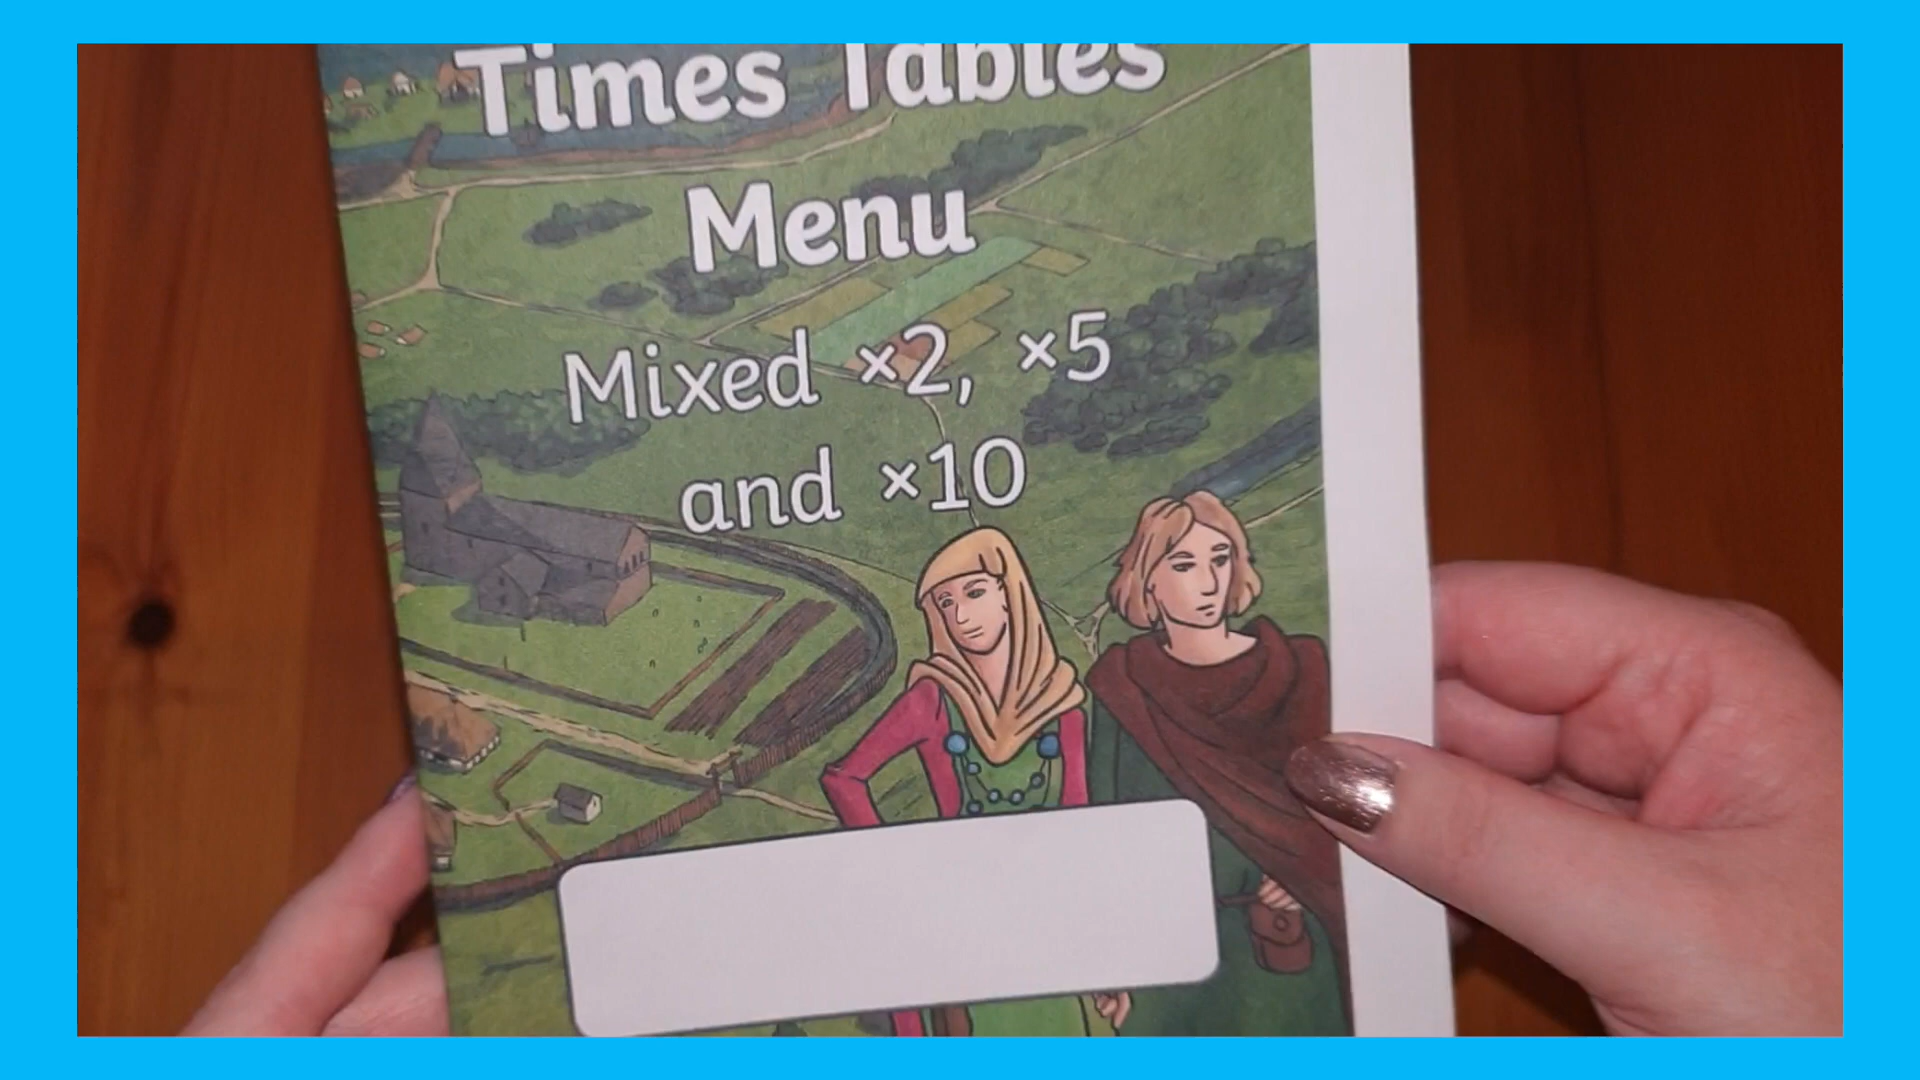 Times Tables
Menu
Mixed ×2, ×5
and ×10